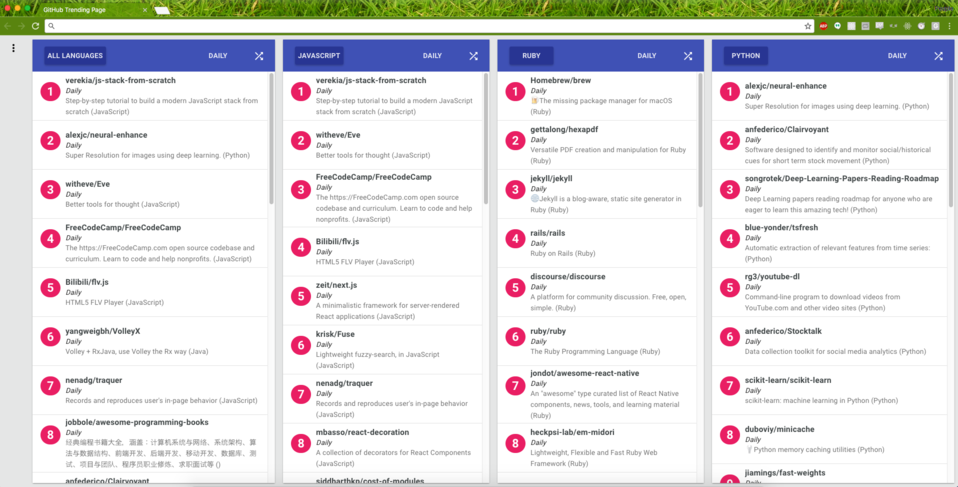 GitHub Trending Page
ALL LANGUAGES
DAILY
1
verekia/js-stack-from-scratch
Daily
Step-by-step tutorial to build a modern JavaScript stack from
scratch (JavaScript)
2
alexjc/neural-enhance
Daily
Super Resolution for images using deep learning. (Python)
3
witheve/Eve
Daily
Better tools for thought (JavaScript)
4
FreeCodeCamp/FreeCodeCamp
Daily
The https://FreeCodeCamp.com open source codebase and
curriculum. Learn to code and help nonprofits. (JavaScript)
5
Bilibili/flv.js
Daily
HTML5 FLV Player (JavaScript)
6
yangweigbh/VolleyX
Daily
Volley + RxJava, use Volley the Rx way (Java)
7
nenadg/traquer
Daily
Records and reproduces user's in-page behavior (JavaScript)
8
jobbole/awesome-programming-books
Daily
经典编程书籍大全，涵盖：计算机系统与网络、系统架构、算
法与数据结构、前端开发、后端开发、移动开发、数据库、测
试、项目与团队、程序员职业修炼、求职面试等 ()
anfederico/Clairvoyant
JAVASCRIPT
DAILY
1
verekia/js-stack-from-scratch
Daily
Step-by-step tutorial to build a modern JavaScript
stack from scratch (JavaScript)
2
witheve/Eve
Daily
Better tools for thought (JavaScript)
3
FreeCodeCamp/FreeCodeCamp
Daily
The https://FreeCodeCamp.com open source
codebase and curriculum. Learn to code and help
nonprofits. (JavaScript)
4
Bilibili/flv.js
Daily
HTML5 FLV Player (JavaScript)
5
zeit/next.js
Daily
A minimalistic framework for server-rendered
React applications (JavaScript)
6
krisk/Fuse
Daily
Lightweight fuzzy-search, in JavaScript
(JavaScript)
7
nenadg/traquer
Daily
Records and reproduces user's in-page behavior
(JavaScript)
8
mbasso/react-decoration
Daily
A collection of decorators for React Components
(JavaScript)
siddharthkp/cost-of-modules
RUBY
DAILY
1
Homebrew/brew
Daily
🍺The missing package manager for macOS
(Ruby)
2
gettalong/hexapdf
Daily
Versatile PDF creation and manipulation for Ruby
(Ruby)
3
jekyll/jekyll
Daily
Jekyll is a blog-aware, static site generator in
Ruby (Ruby)
4
rails/rails
Daily
Ruby on Rails (Ruby)
5
discourse/discourse
Daily
A platform for community discussion. Free, open,
simple. (Ruby)
6
ruby/ruby
Daily
The Ruby Programming Language (Ruby)
7
jondot/awesome-react-native
Daily
An "awesome" type curated list of React Native
components, news, tools, and learning material
(Ruby)
8
heckpsi-lab/em-midori
Daily
Lightweight, Flexible and Fast Ruby Web
Framework (Ruby)
PYTHON
DAILY
1
alexjc/neural-enhance
Daily
Super Resolution for images using deep learning. (Python)
2
anfederico/Clairvoyant
Daily
Software designed to identify and monitor social/historical
cues for short term stock movement (Python)
3
songrotek/Deep-Learning-Papers-Reading-Roadmap
Daily
Deep Learning papers reading roadmap for anyone who are
eager to learn this amazing tech! (Python)
4
blue-yonder/tsfresh
Daily
Automatic extraction of relevant features from time series:
(Python)
5
rg3/youtube-dl
Daily
Command-line program to download videos from
YouTube.com and other video sites (Python)
6
anfederico/Stocktalk
Daily
Data collection toolkit for social media analytics (Python)
7
scikit-learn/scikit-learn
Daily
scikit-learn: machine learning in Python (Python)
8
duboviy/minicache
Daily
Python memory caching utilities (Python)
9
jiamings/fast-weights